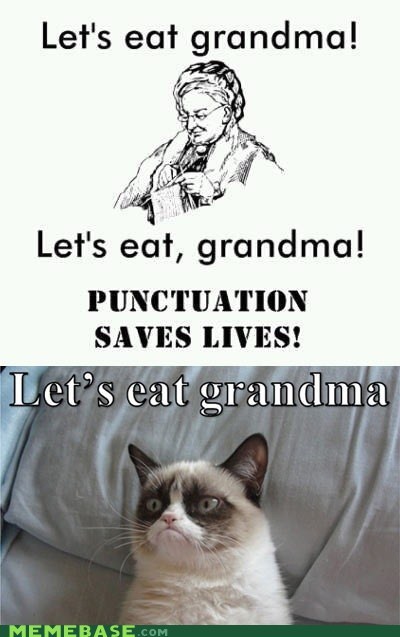 Let's eat grandma!
Let's eat, grandma!
PUNCTUATION
SAVES LIVES!
Let's eat grandma
MEMEBASE.COM